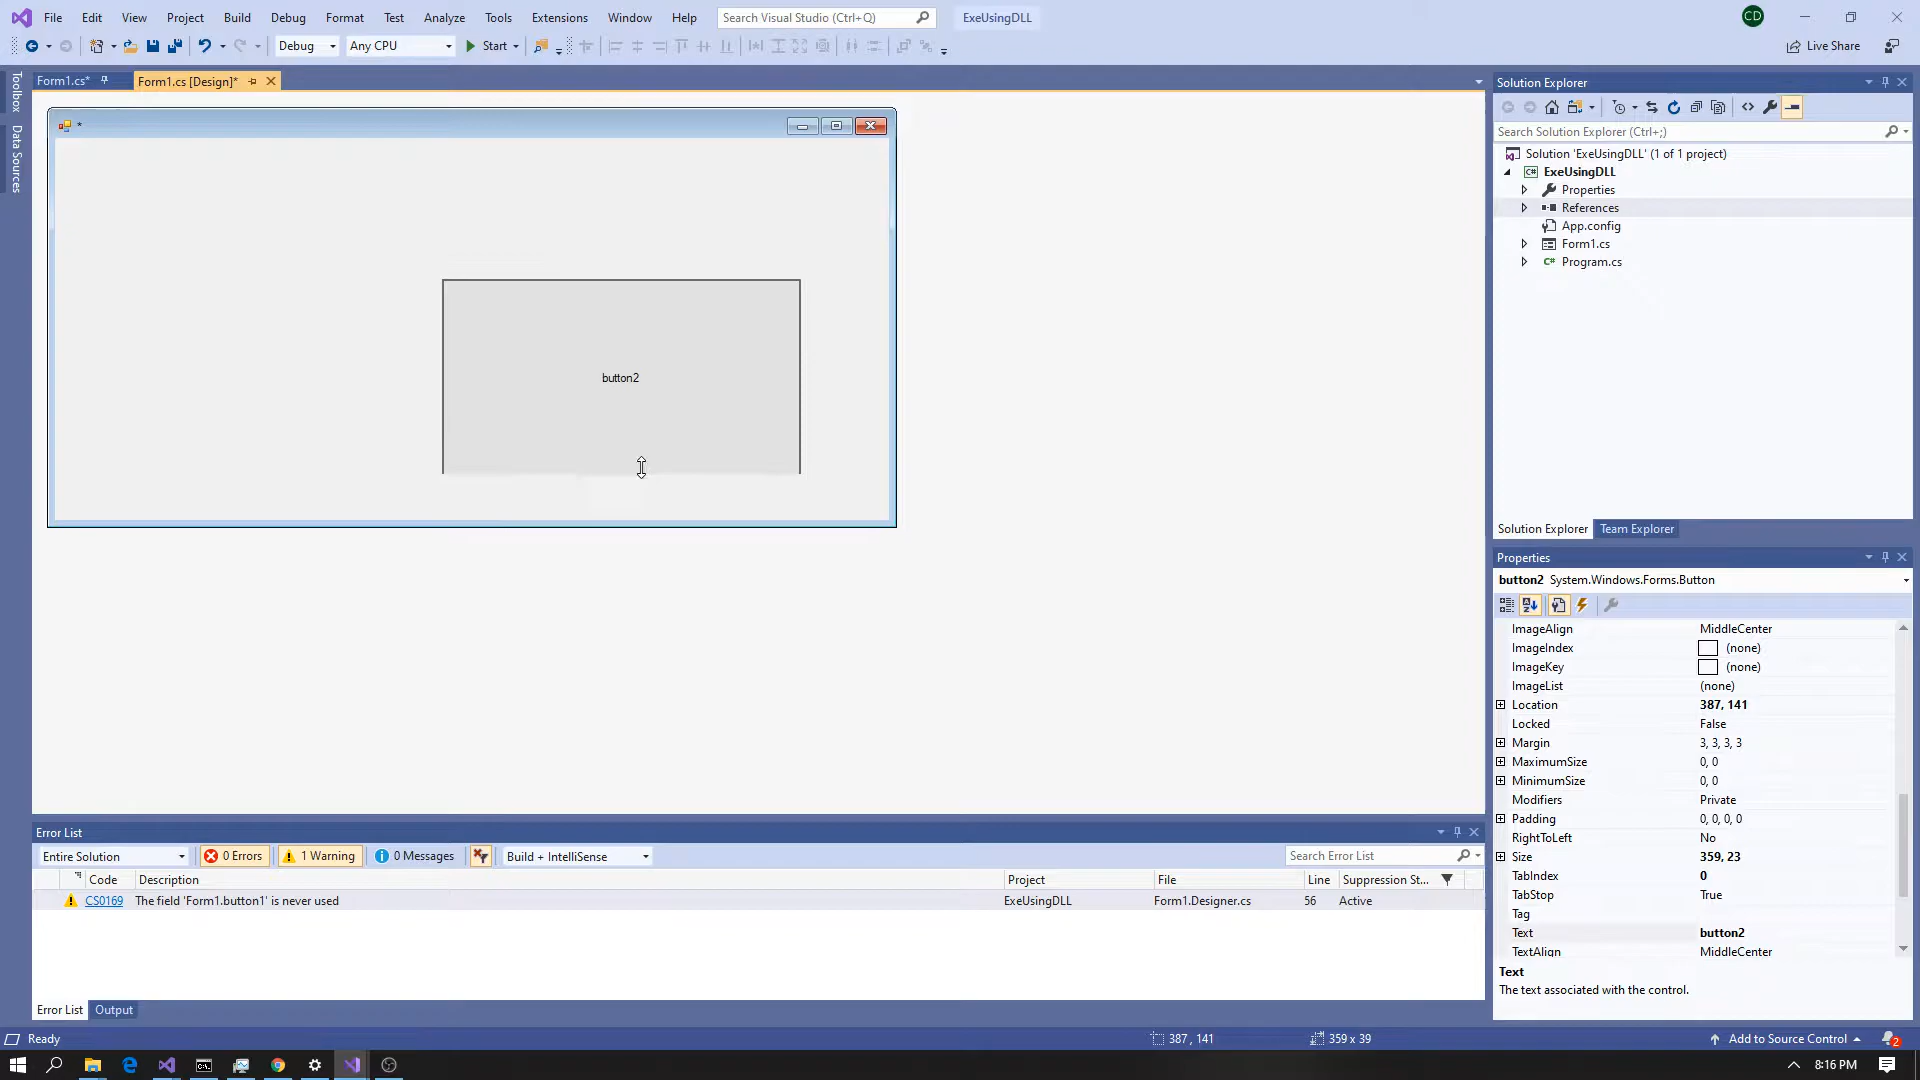 File Edit View Project Build Debug Format Test Analyze Tools Extensions Window Help Search Visual Studio (Ctrl+Q) ExeUsingDLL CD
Debug Any CPU Start Live Share
Form1.cs* Form1.cs [Design]*
Toolbox
Data Sources
*
button2
Solution Explorer
Search Solution Explorer (Ctrl+;)
Solution 'ExeUsingDLL' (1 of 1 project)
C# ExeUsingDLL
Properties
References
App.config
Form1.cs
C# Program.cs
Solution Explorer Team Explorer
Properties
button2 System.Windows.Forms.Button
ImageAlign MiddleCenter
ImageIndex (none)
ImageKey (none)
ImageList (none)
Location 387, 141
Locked False
Margin 3, 3, 3, 3
MaximumSize 0, 0
MinimumSize 0, 0
Modifiers Private
Padding 0, 0, 0, 0
RightToLeft No
Size 359, 23
TabIndex 0
TabStop True
Tag
Text button2
TextAlign MiddleCenter
Text
The text associated with the control.
Error List
Entire Solution 0 Errors 1 Warning 0 Messages Build + IntelliSense Search Error List
Code Description Project File Line Suppression St...
CS0169 The field 'Form1.button1' is never used ExeUsingDLL Form1.Designer.cs 56 Active
Error List Output
Ready 387 , 141 359 x 39 Add to Source Control 2
8:16 PM